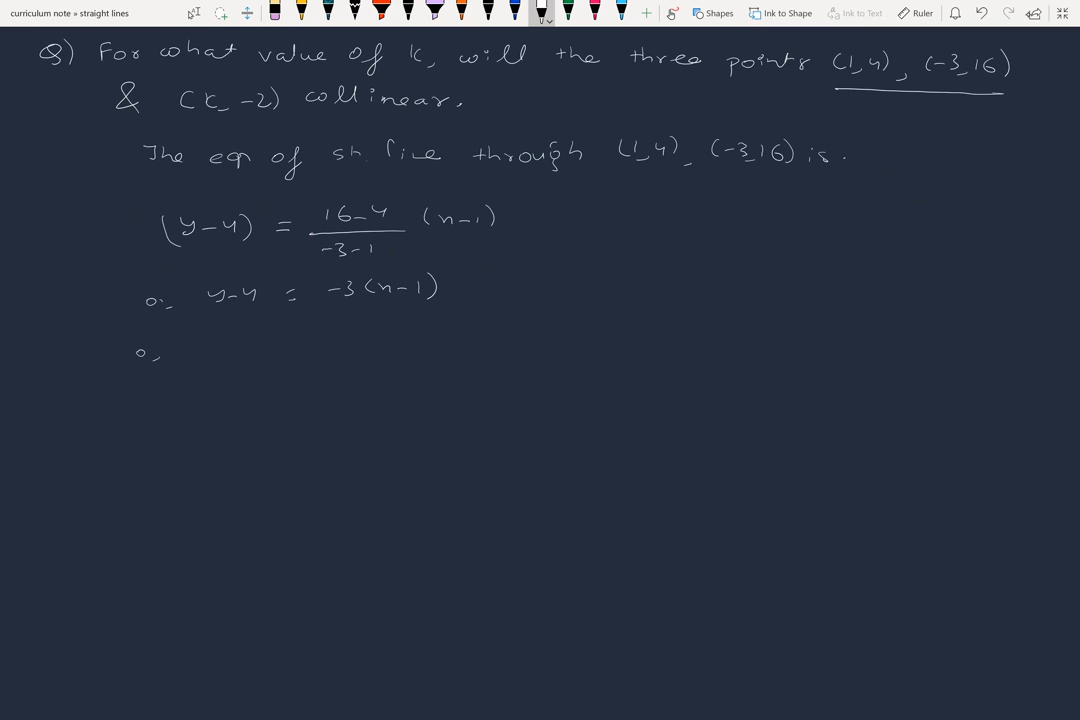 curriculum note » straight lines Shapes Ink to Shape Ink to Text Ruler
Q) For what value of k, will the three points (1,4), (-3,16)
& (k,-2) collinear.
The eqn of st. line through (1,4), (-3,16) is.
(y-4) = \frac{16-4}{-3-1} (x-1)
or, y-4 = -3(x-1)
or,